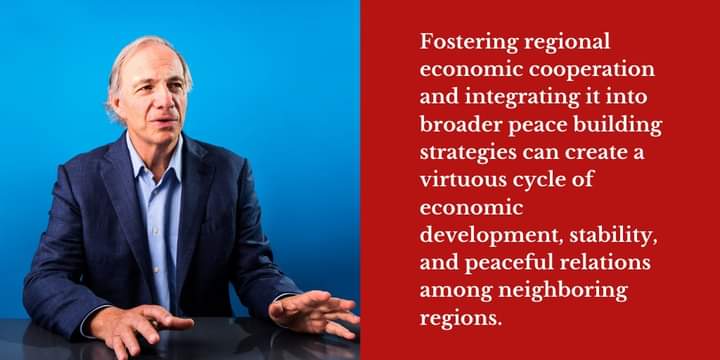 Fostering regional
economic cooperation
and integrating it into
broader peace building
strategies can create a
virtuous cycle of
economic
development, stability,
and peaceful relations
among neighboring
regions.